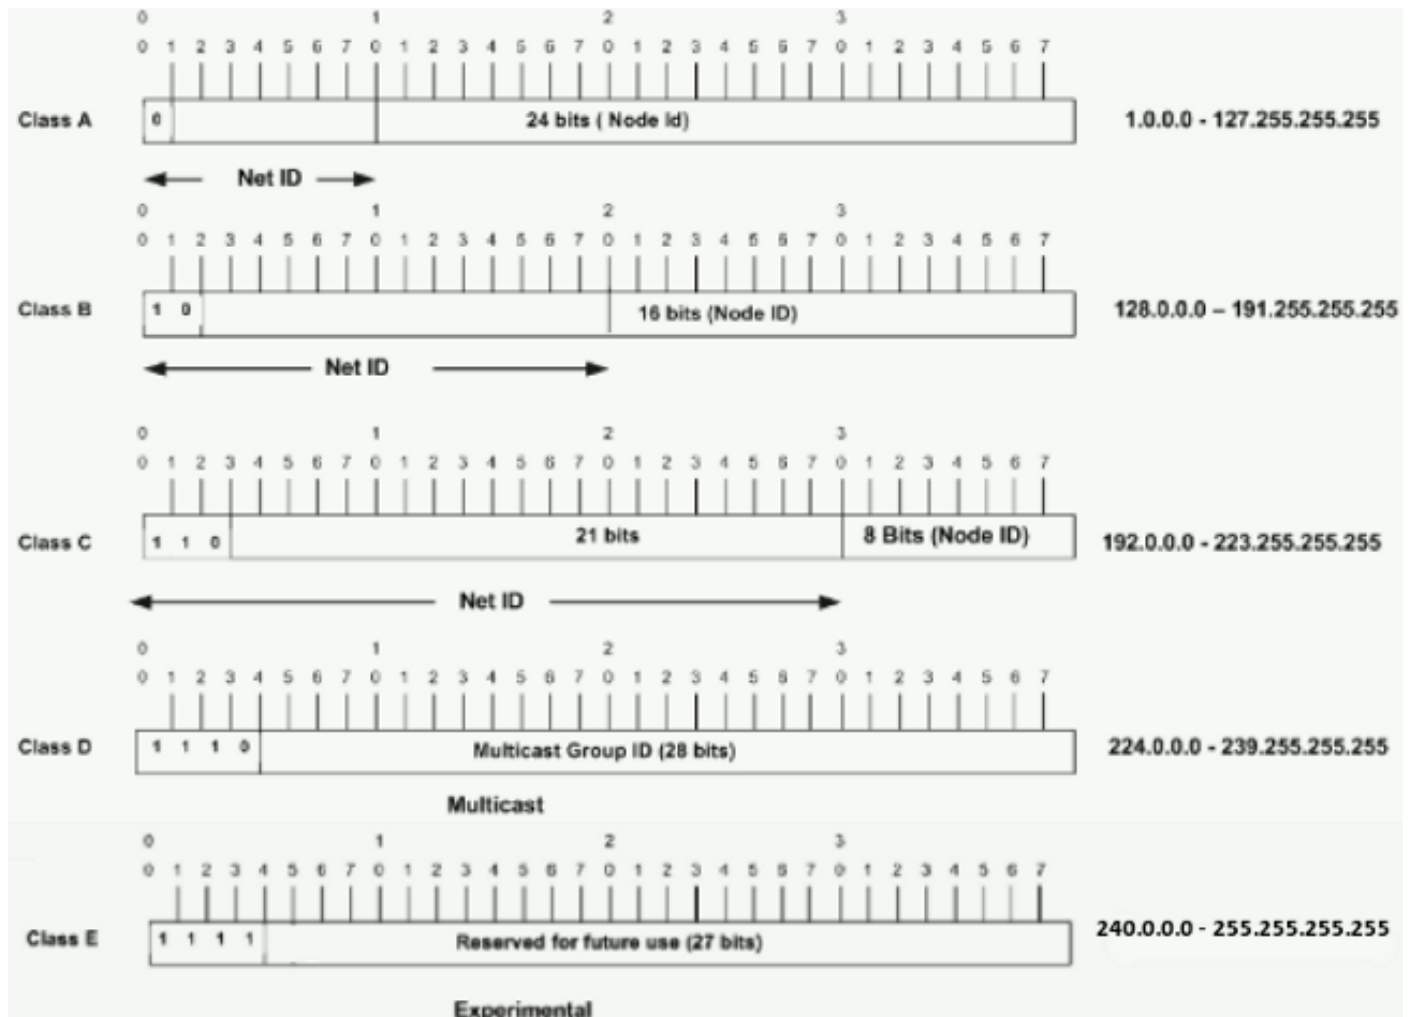 0 1 2 3
0 1 2 3 4 5 6 7 0 1 2 3 4 5 6 7 0 1 2 3 4 5 6 7 0 1 2 3 4 5 6 7
Class A 0 24 bits ( Node Id) 1.0.0.0 - 127.255.255.255
Net ID
0 1 2 3
0 1 2 3 4 5 6 7 0 1 2 3 4 5 6 7 0 1 2 3 4 5 6 7 0 1 2 3 4 5 6 7
Class B 1 0 16 bits (Node ID) 128.0.0.0 – 191.255.255.255
Net ID
0 1 2 3
0 1 2 3 4 5 6 7 0 1 2 3 4 5 6 7 0 1 2 3 4 5 6 7 0 1 2 3 4 5 6 7
Class C 1 1 0 21 bits 8 Bits (Node ID) 192.0.0.0 - 223.255.255.255
Net ID
0 1 2 3
0 1 2 3 4 5 6 7 0 1 2 3 4 5 6 7 0 1 2 3 4 5 6 7 0 1 2 3 4 5 6 7
Class D 1 1 1 0 Multicast Group ID (28 bits) 224.0.0.0 - 239.255.255.255
Multicast
0 1 2 3
0 1 2 3 4 5 6 7 0 1 2 3 4 5 6 7 0 1 2 3 4 5 6 7 0 1 2 3 4 5 6 7
Class E 1 1 1 1 Reserved for future use (27 bits) 240.0.0.0 - 255.255.255.255
Experimental